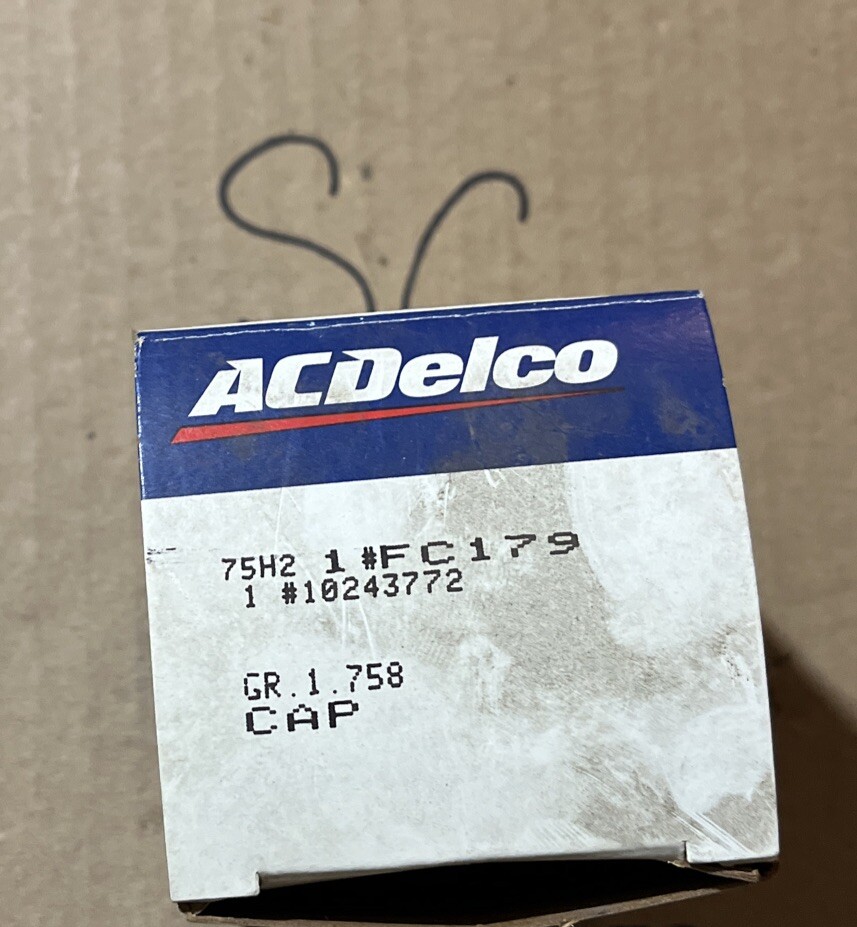 ACDelco
75H2 1 #FC179
1 #10243772
GR.1.758
CAP